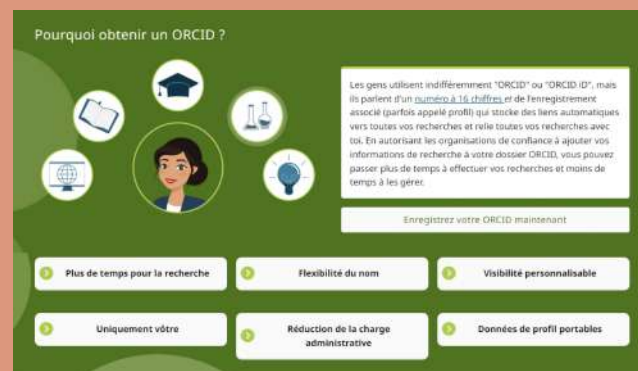 Pourquoi obtenir un ORCID ?
Les gens utilisent indifféremment "ORCID" ou "ORCID iD", mais
ils parlent d'un numéro à 16 chiffres et de l'enregistrement
associé (parfois appelé profil) qui stocke des liens automatiques
vers toutes vos recherches et relie toutes vos recherches avec
toi. En autorisant les organisations de confiance à ajouter vos
informations de recherche à votre dossier ORCID, vous pouvez
passer plus de temps à effectuer vos recherches et moins de
temps à les gérer.
Enregistrez votre ORCID maintenant
Plus de temps pour la recherche
Flexibilité du nom
Visibilité personnalisable
Uniquement vôtre
Réduction de la charge
administrative
Données de profil portables